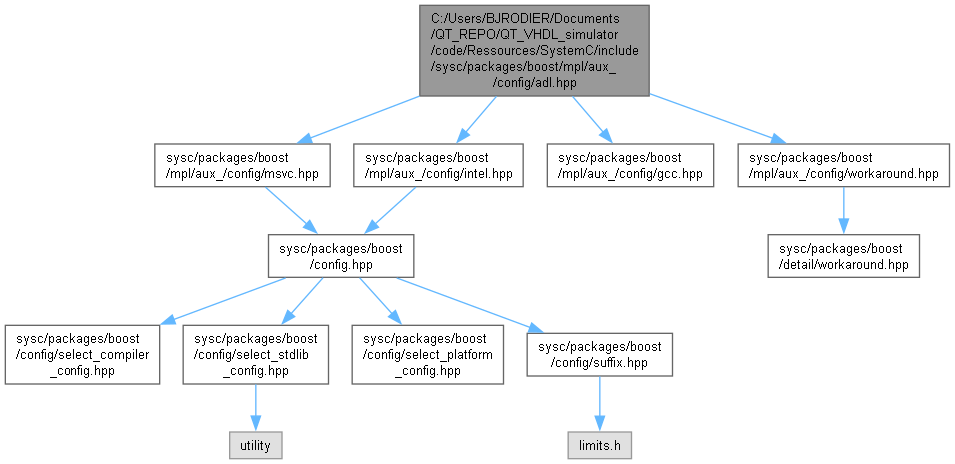 C:/Users/BJRODIER/Documents
/QT_REPO/QT_VHDL_simulator
/code/Ressources/SystemC/include
/sysc/packages/boost/mpl/aux_
/config/adl.hpp
sysc/packages/boost
/mpl/aux_/config/msvc.hpp
sysc/packages/boost
/mpl/aux_/config/intel.hpp
sysc/packages/boost
/mpl/aux_/config/gcc.hpp
sysc/packages/boost
/mpl/aux_/config/workaround.hpp
sysc/packages/boost
/config.hpp
sysc/packages/boost
/detail/workaround.hpp
sysc/packages/boost
/config/select_compiler
_config.hpp
sysc/packages/boost
/config/select_stdlib
_config.hpp
sysc/packages/boost
/config/select_platform
_config.hpp
sysc/packages/boost
/config/suffix.hpp
utility
limits.h